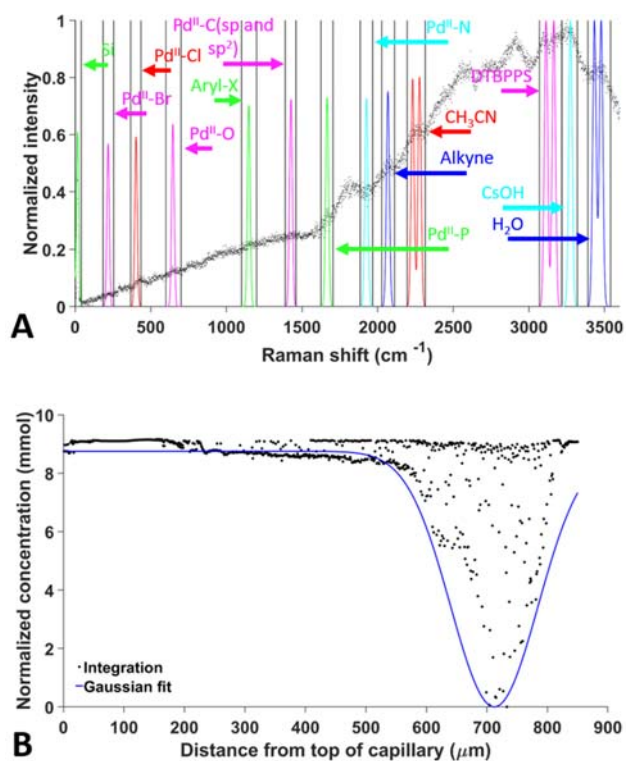 Normalized intensity
1
0.8
0.6
0.4
0.2
0
Si
Pdᴵᴵ-Br
Pdᴵᴵ-Cl
Pdᴵᴵ-O
Pdᴵᴵ-C(sp and
sp²)
Aryl-X
Pdᴵᴵ-N
DTBPPS
CH₃CN
Alkyne
CsOH
H₂O
Pdᴵᴵ-P
0 500 1000 1500 2000 2500 3000 3500
Raman shift (cm ⁻¹)
A
Normalized concentration (mmol)
10
8
6
4
2
0
Integration
Gaussian fit
0 100 200 300 400 500 600 700 800 900
Distance from top of capillary (μm)
B